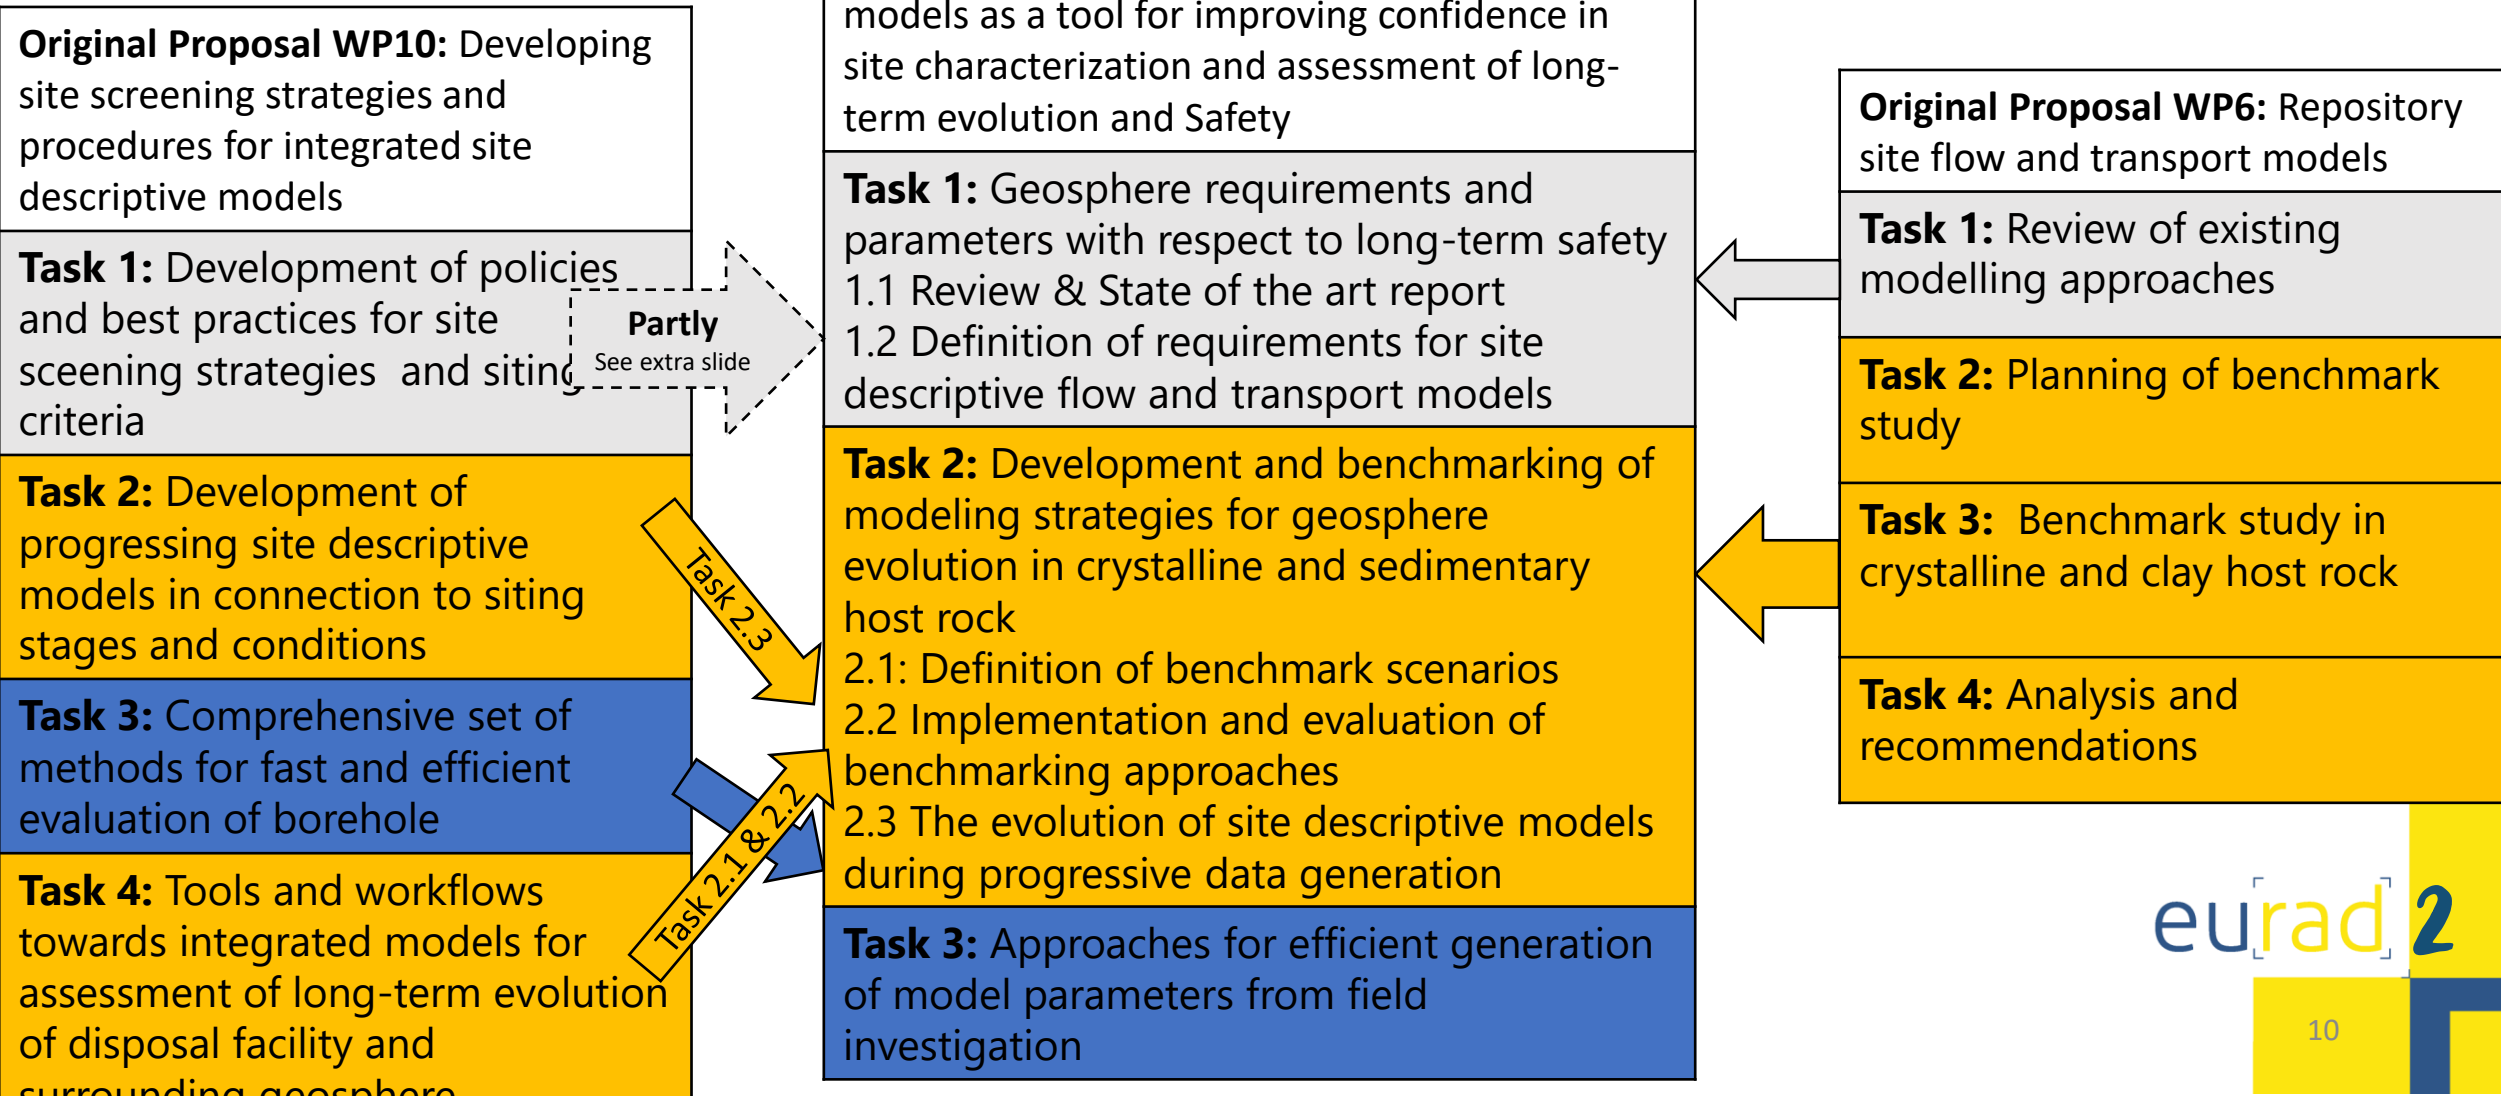 Original Proposal WP10: Developing
site screening strategies and
procedures for integrated site
descriptive models
Task 1: Development of policies
and best practices for site
sceening strategies and siting
criteria
Task 2: Development of
progressing site descriptive
models in connection to siting
stages and conditions
Task 3: Comprehensive set of
methods for fast and efficient
evaluation of borehole
Task 4: Tools and workflows
towards integrated models for
assessment of long-term evolution
of disposal facility and
surrounding geosphere
Partly
See extra slide
Task 2.3
Task 2.1 & 2.2
models as a tool for improving confidence in
site characterization and assessment of long-
term evolution and Safety
Task 1: Geosphere requirements and
parameters with respect to long-term safety
1.1 Review & State of the art report
1.2 Definition of requirements for site
descriptive flow and transport models
Task 2: Development and benchmarking of
modeling strategies for geosphere
evolution in crystalline and sedimentary
host rock
2.1: Definition of benchmark scenarios
2.2 Implementation and evaluation of
benchmarking approaches
2.3 The evolution of site descriptive models
during progressive data generation
Task 3: Approaches for efficient generation
of model parameters from field
investigation
Original Proposal WP6: Repository
site flow and transport models
Task 1: Review of existing
modelling approaches
Task 2: Planning of benchmark
study
Task 3: Benchmark study in
crystalline and clay host rock
Task 4: Analysis and
recommendations
eurad 2
10